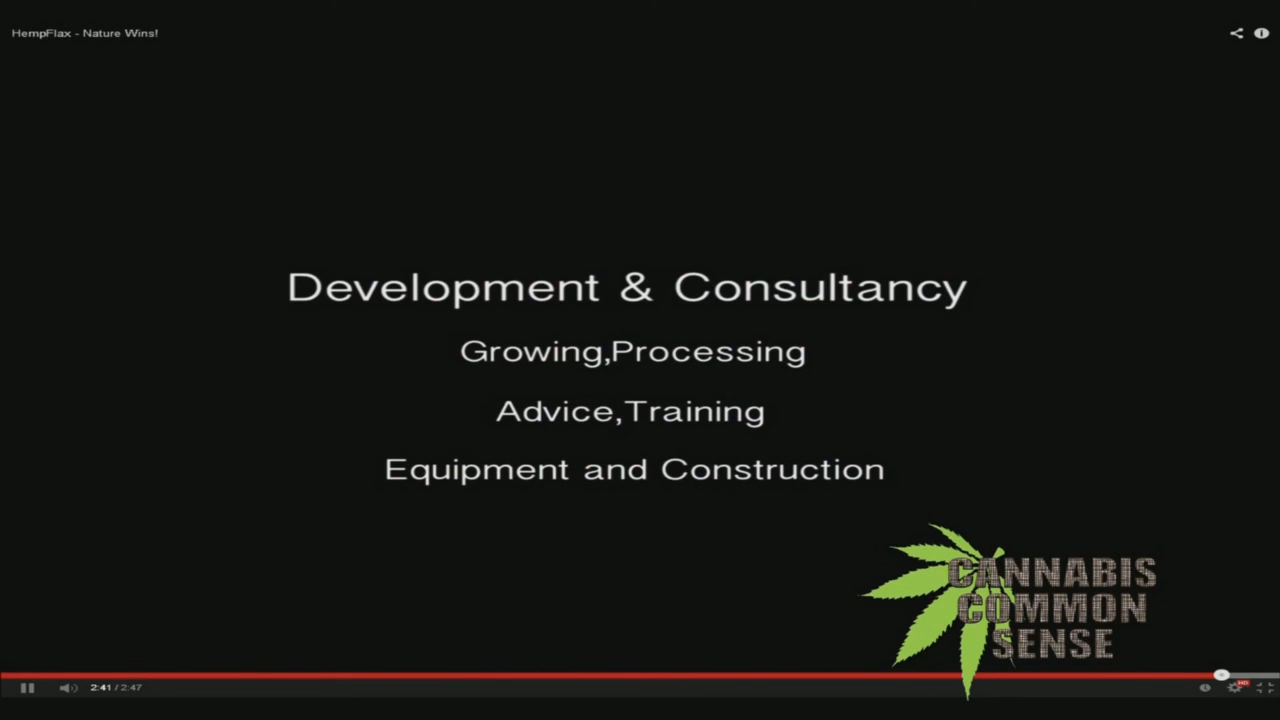 HempFlax - Nature Wins!
Development & Consultancy
Growing,Processing
Advice,Training
Equipment and Construction
CANNABIS
COMMON
SENSE
2:41 / 2:47
HD